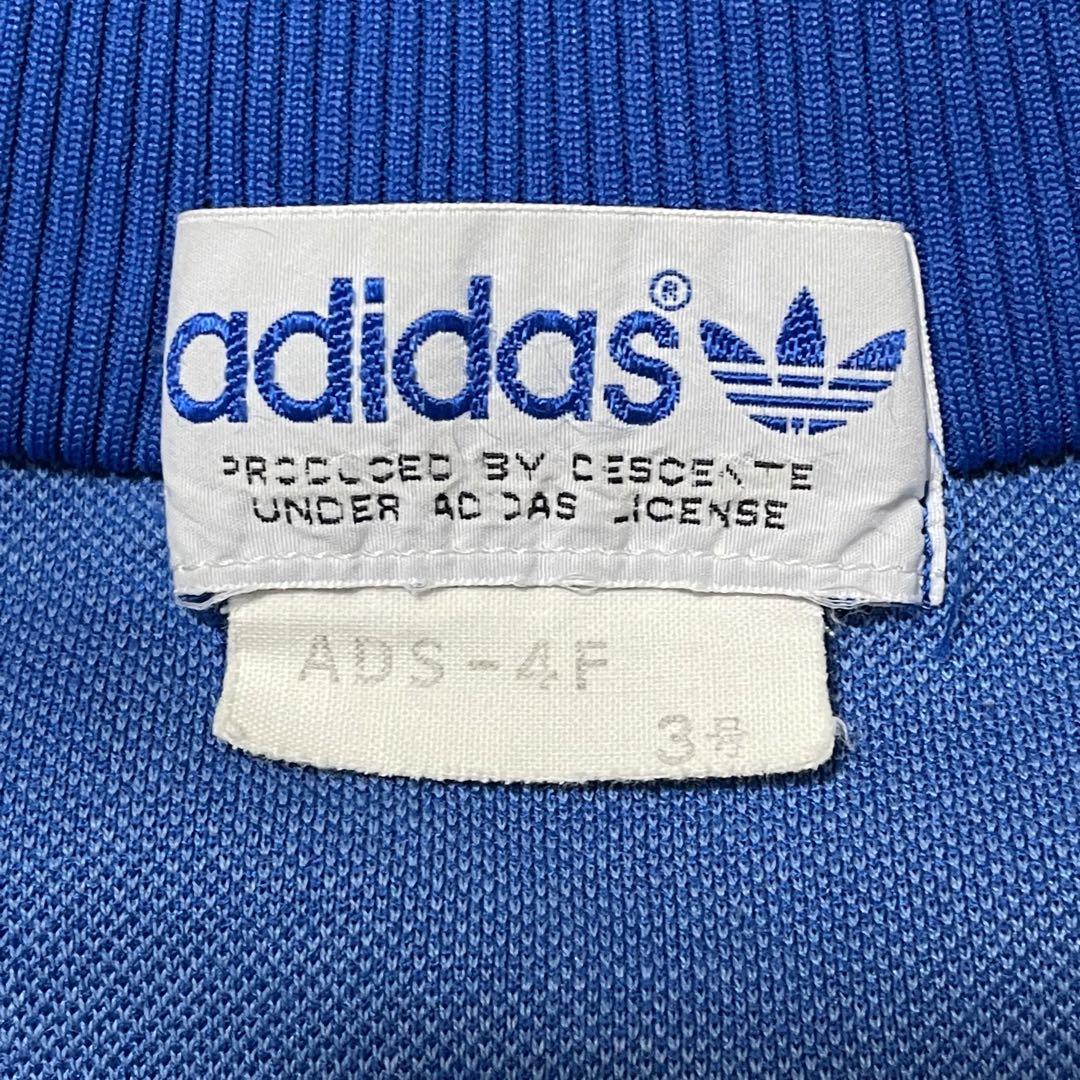 adidas®
PRODUCED BY DESCENTE
UNDER ADIDAS LICENSE
ADS-4F
3号